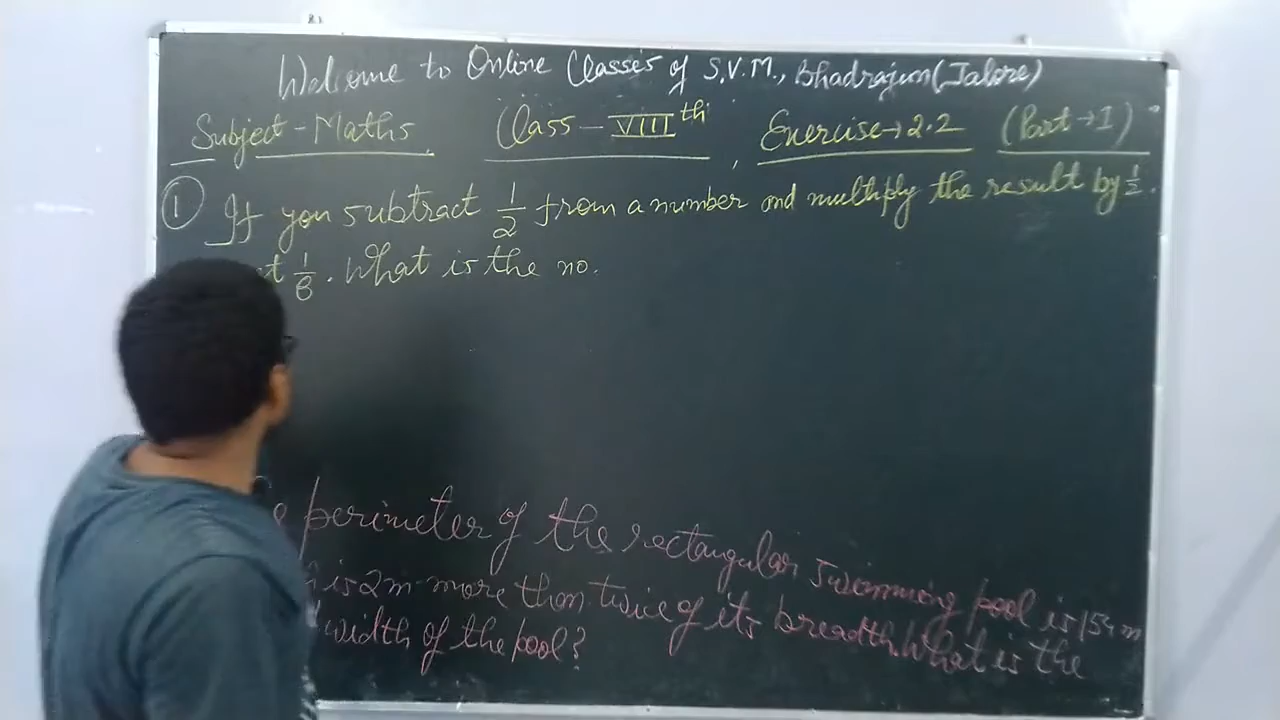 Welcome to Online Classes of S.V.M., Bhadrajun (Jalore)
Subject - Maths Class - VIIIth, Exercise → 2.2 (Part → I)
① If you subtract 1/2 from a number and multiply the result by 1/2.
1/8. What is the no.
perimeter of the rectangular swimming pool is 154 m
is 2m more than twice of its breadth. What is the
width of the pool?